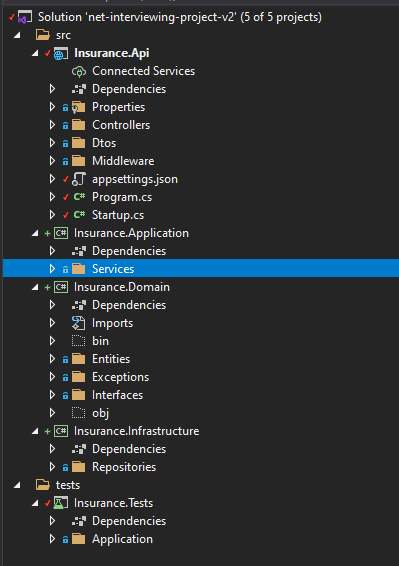 Solution 'net-interviewing-project-v2' (5 of 5 projects)
src
Insurance.Api
Connected Services
Dependencies
Properties
Controllers
Dtos
Middleware
appsettings.json
C# Program.cs
C# Startup.cs
C# Insurance.Application
Dependencies
Services
C# Insurance.Domain
Dependencies
Imports
bin
Entities
Exceptions
Interfaces
obj
C# Insurance.Infrastructure
Dependencies
Repositories
tests
Insurance.Tests
Dependencies
Application